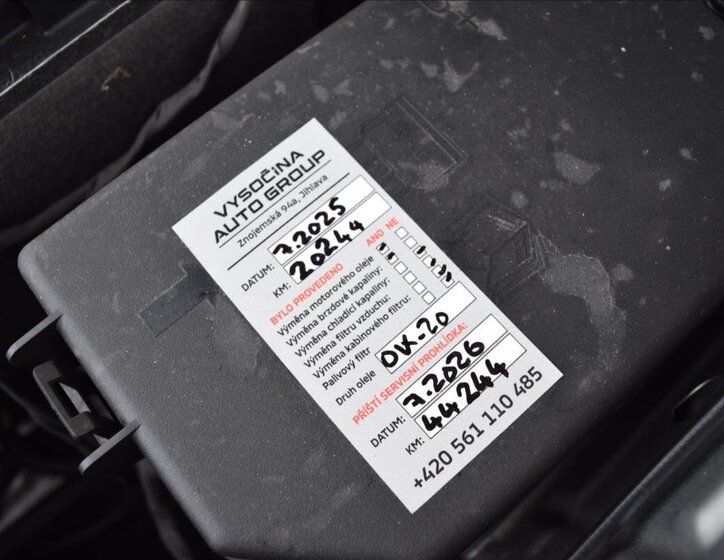 VYSOČINA
AUTO GROUP
Znojemská 94a, Jihlava
DATUM: 7.2025
KM: 20244
BYLO PROVEDENO ANO NE
Výměna motorového oleje
Výměna brzdové kapaliny:
Výměna chladicí kapaliny:
Výměna filtru vzduchu:
Výměna kabinového filtru:
Palivový filtr
Druh oleje 0W-20
PŘÍŠTÍ SERVISNÍ PROHLÍDKA:
DATUM: 7.2026
KM: 44244
+420 561 110 485